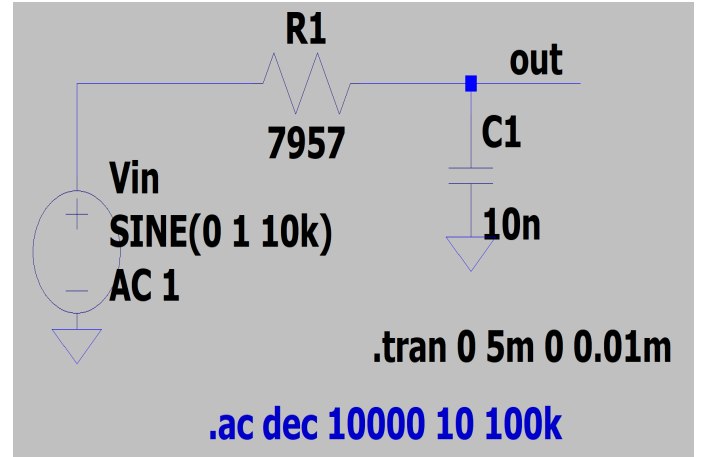 R1
out
7957
C1
Vin
SINE(0 1 10k)
10n
AC 1
.tran 0 5m 0 0.01m
.ac dec 10000 10 100k